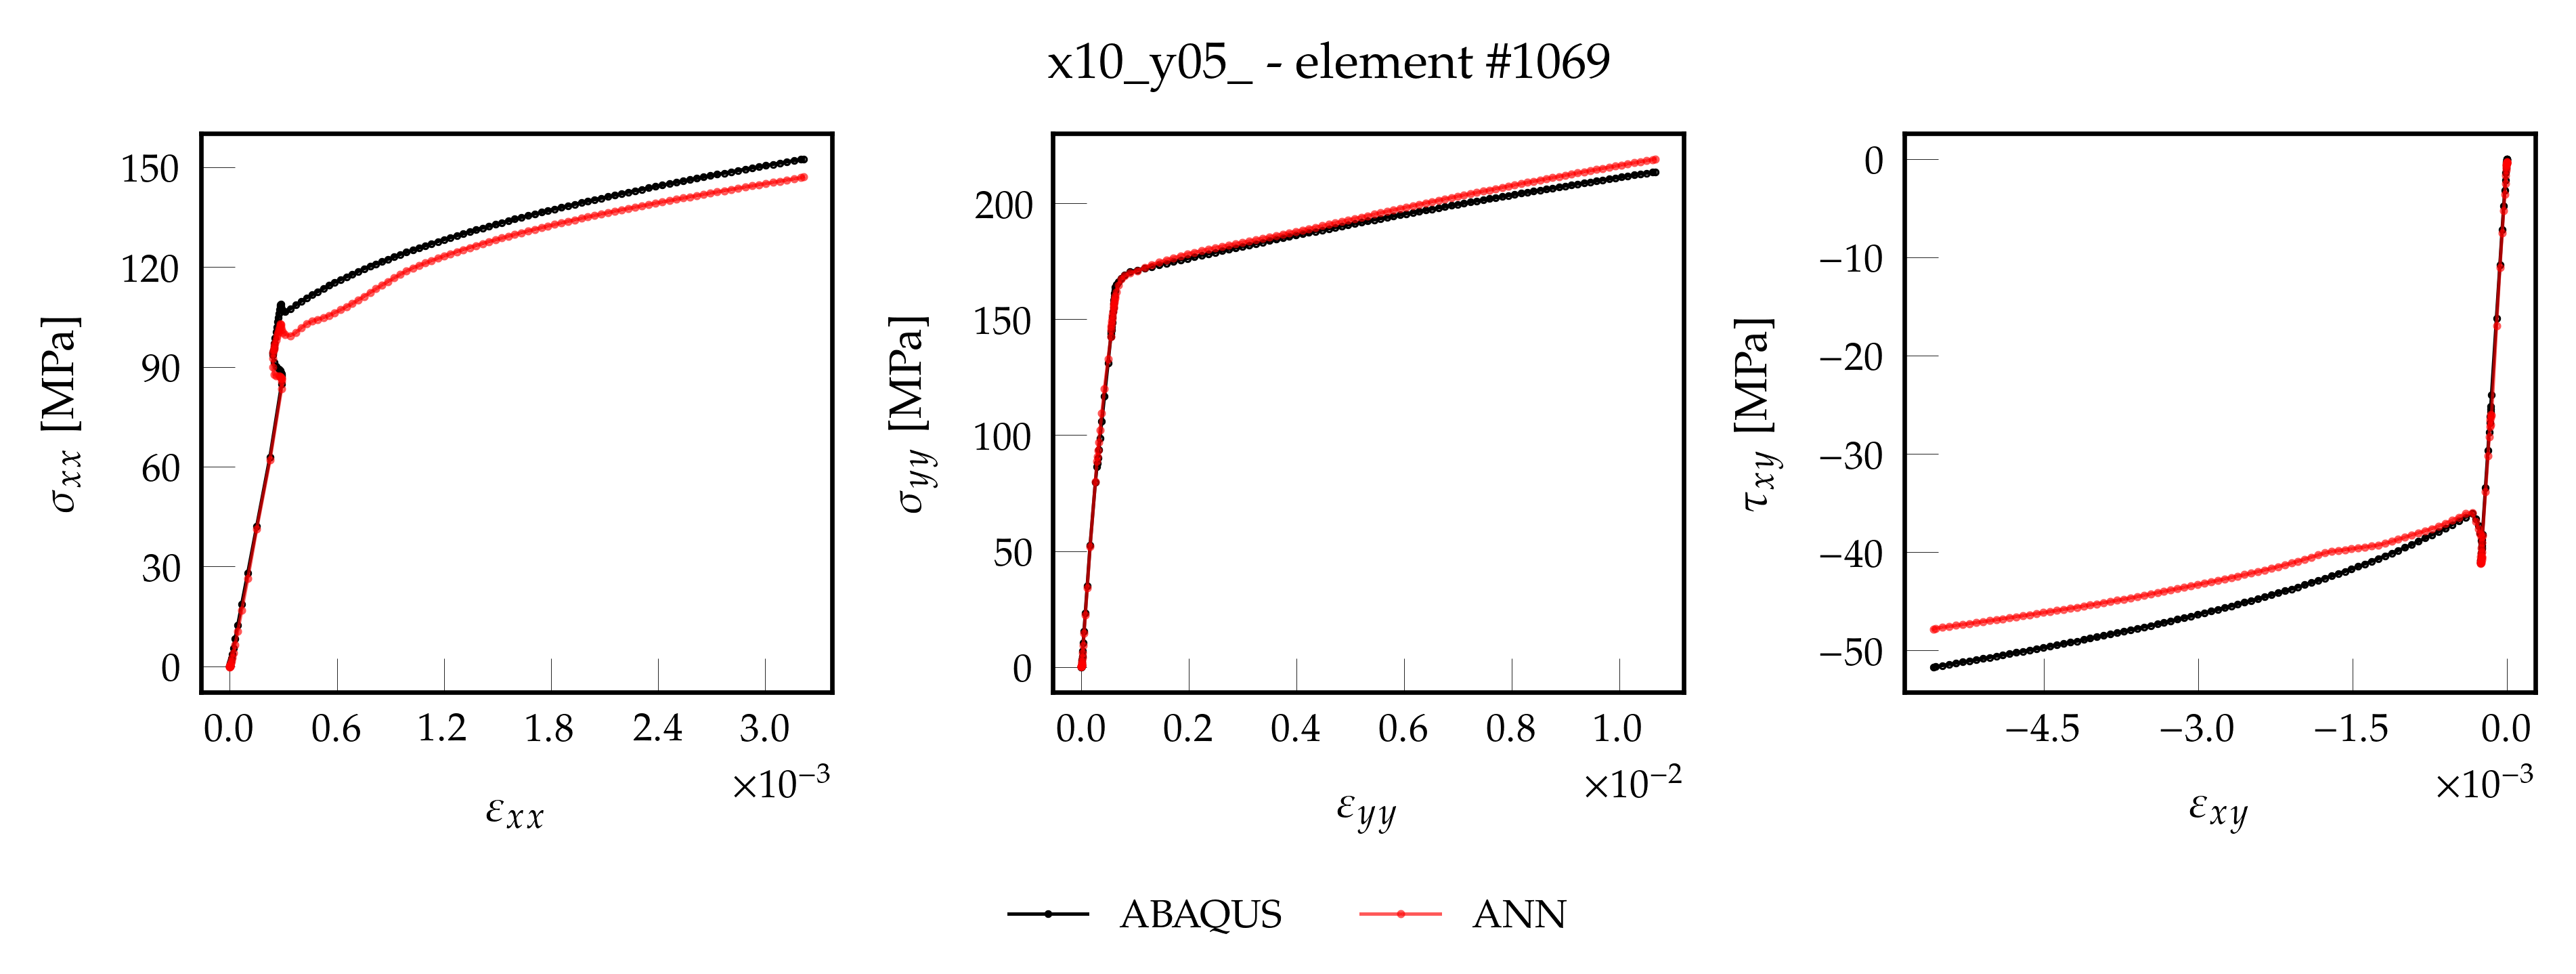 x10_y05_ - element #1069
150
120
90
60
30
0
σxx [MPa]
0.0 0.6 1.2 1.8 2.4 3.0
×10⁻³
εxx
200
150
100
50
0
σyy [MPa]
0.0 0.2 0.4 0.6 0.8 1.0
×10⁻²
εyy
0
−10
−20
−30
−40
−50
τxy [MPa]
−4.5 −3.0 −1.5 0.0
×10⁻³
εxy
ABAQUS ANN